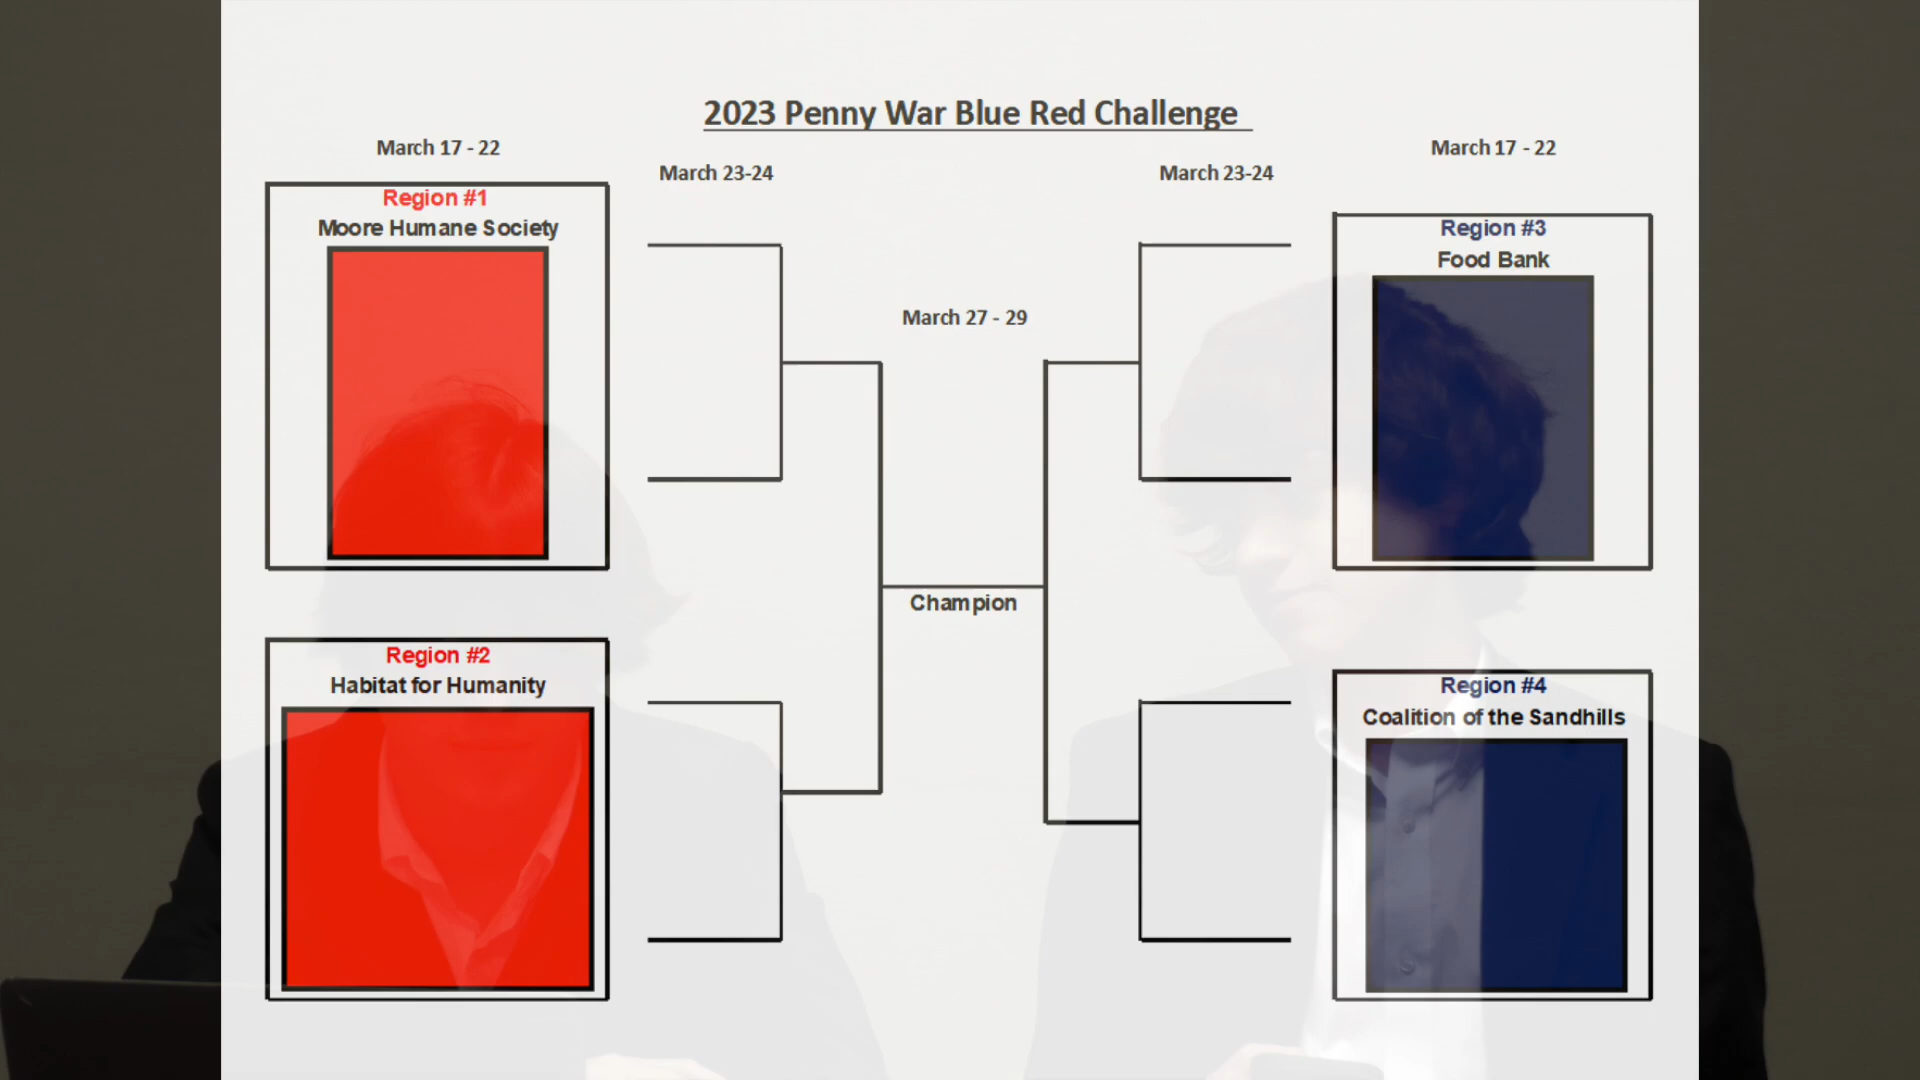 2023 Penny War Blue Red Challenge
March 17 - 22
March 23-24
March 23-24
March 17 - 22
Region #1
Moore Humane Society
Region #3
Food Bank
March 27 - 29
Champion
Region #2
Habitat for Humanity
Region #4
Coalition of the Sandhills